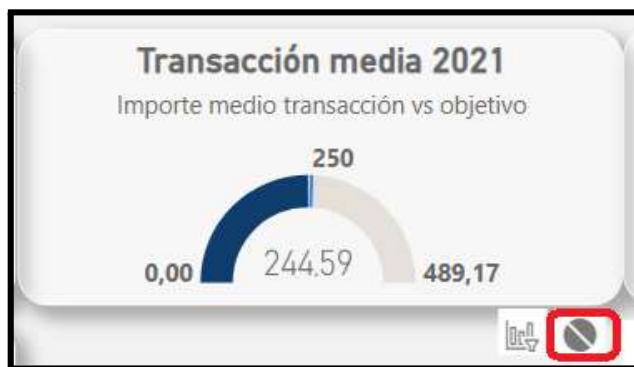 Transacción media 2021
Importe medio transacción vs objetivo
250
0,00
244,59
489,17